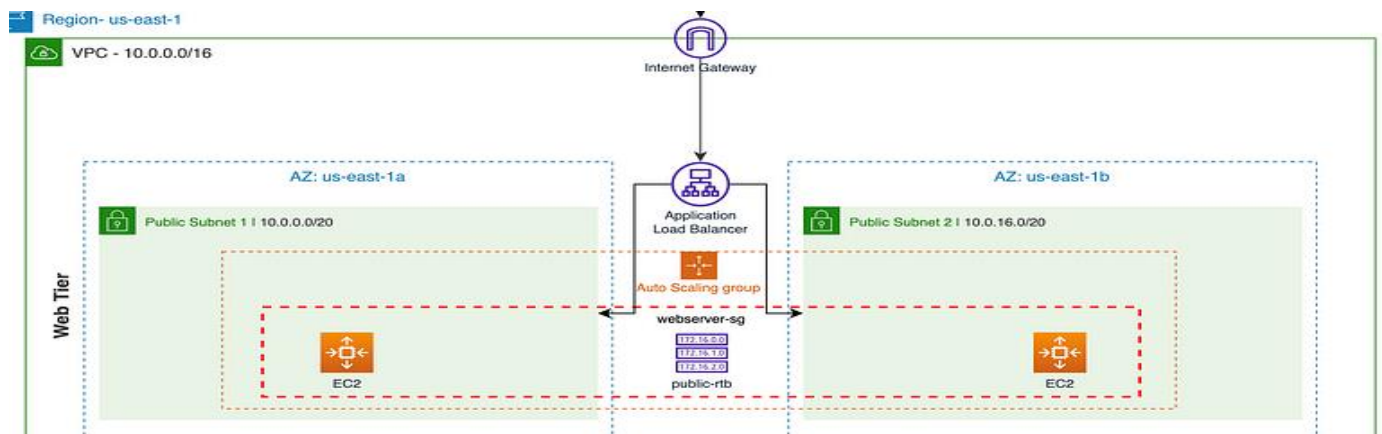 Region- us-east-1
VPC - 10.0.0.0/16
Internet Gateway
AZ: us-east-1a
AZ: us-east-1b
Public Subnet 1 | 10.0.0.0/20
Application
Load Balancer
Public Subnet 2 | 10.0.16.0/20
Auto Scaling group
Web Tier
webserver-sg
172.16.0.0
172.16.1.0
172.16.2.0
public-rtb
EC2
EC2